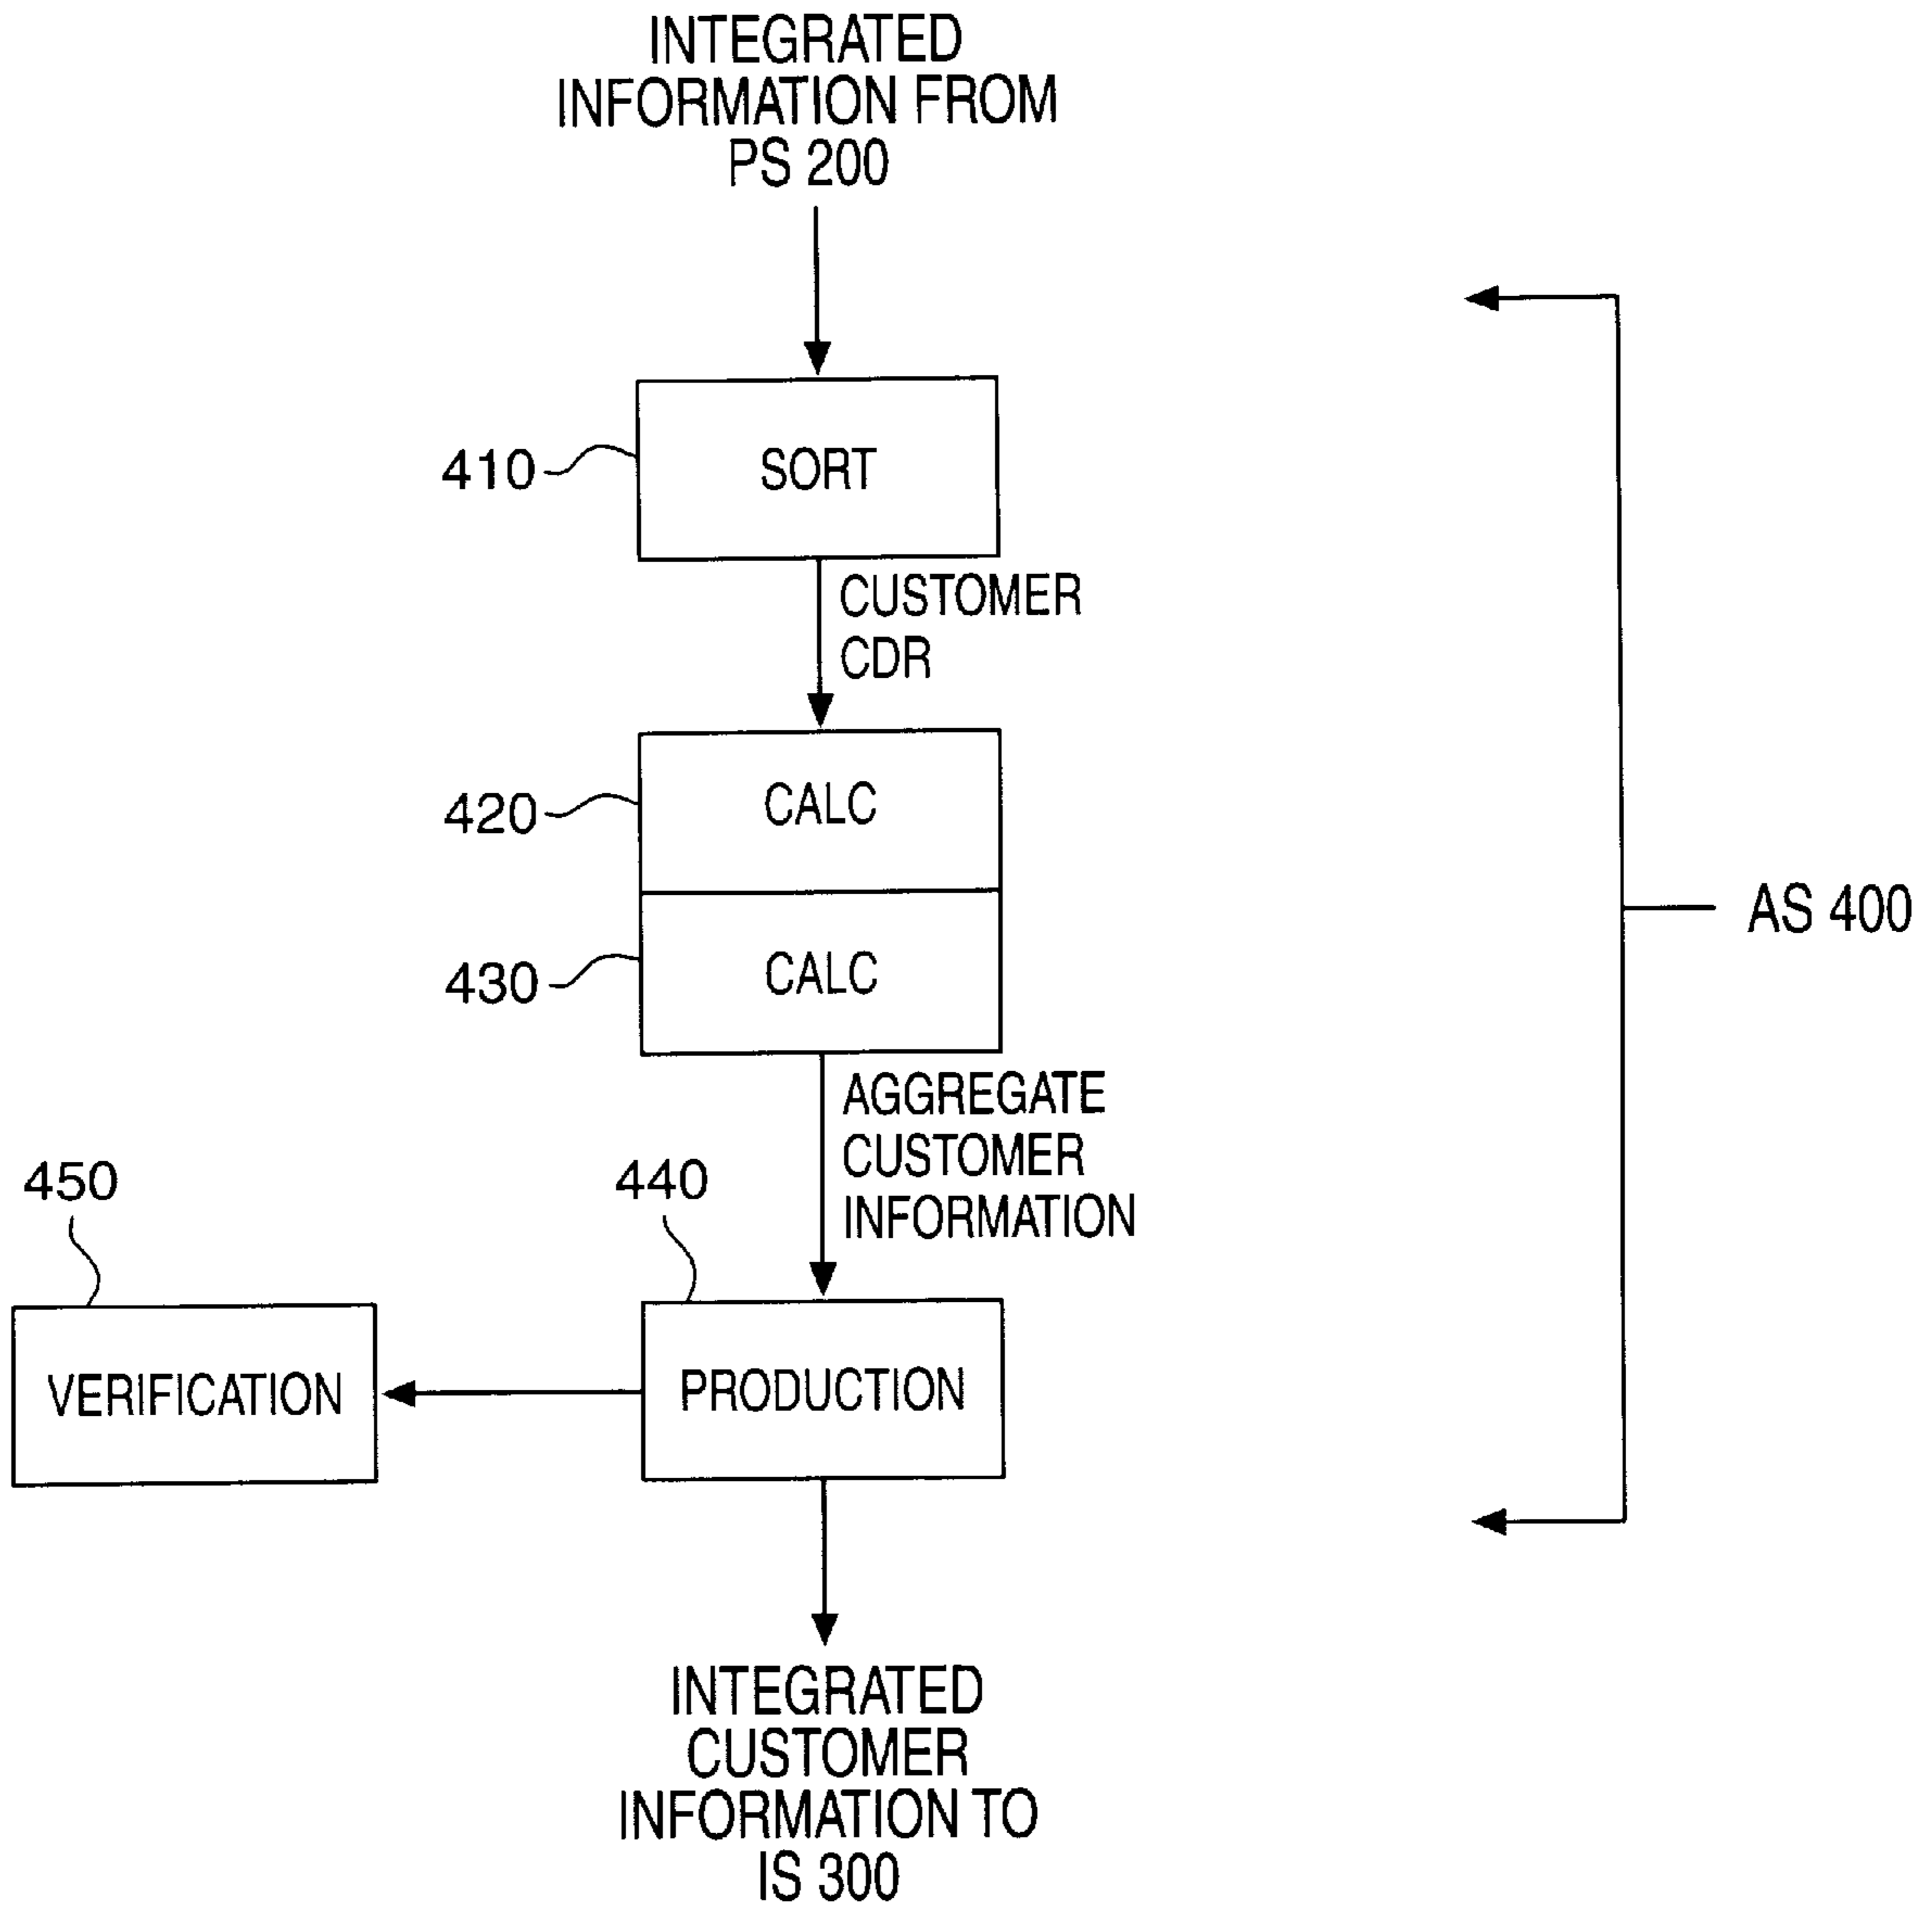 INTEGRATED
INFORMATION FROM
PS 200
410
SORT
CUSTOMER
CDR
420
CALC
AS 400
430
CALC
AGGREGATE
CUSTOMER
INFORMATION
450
440
VERIFICATION
PRODUCTION
INTEGRATED
CUSTOMER
INFORMATION TO
IS 300